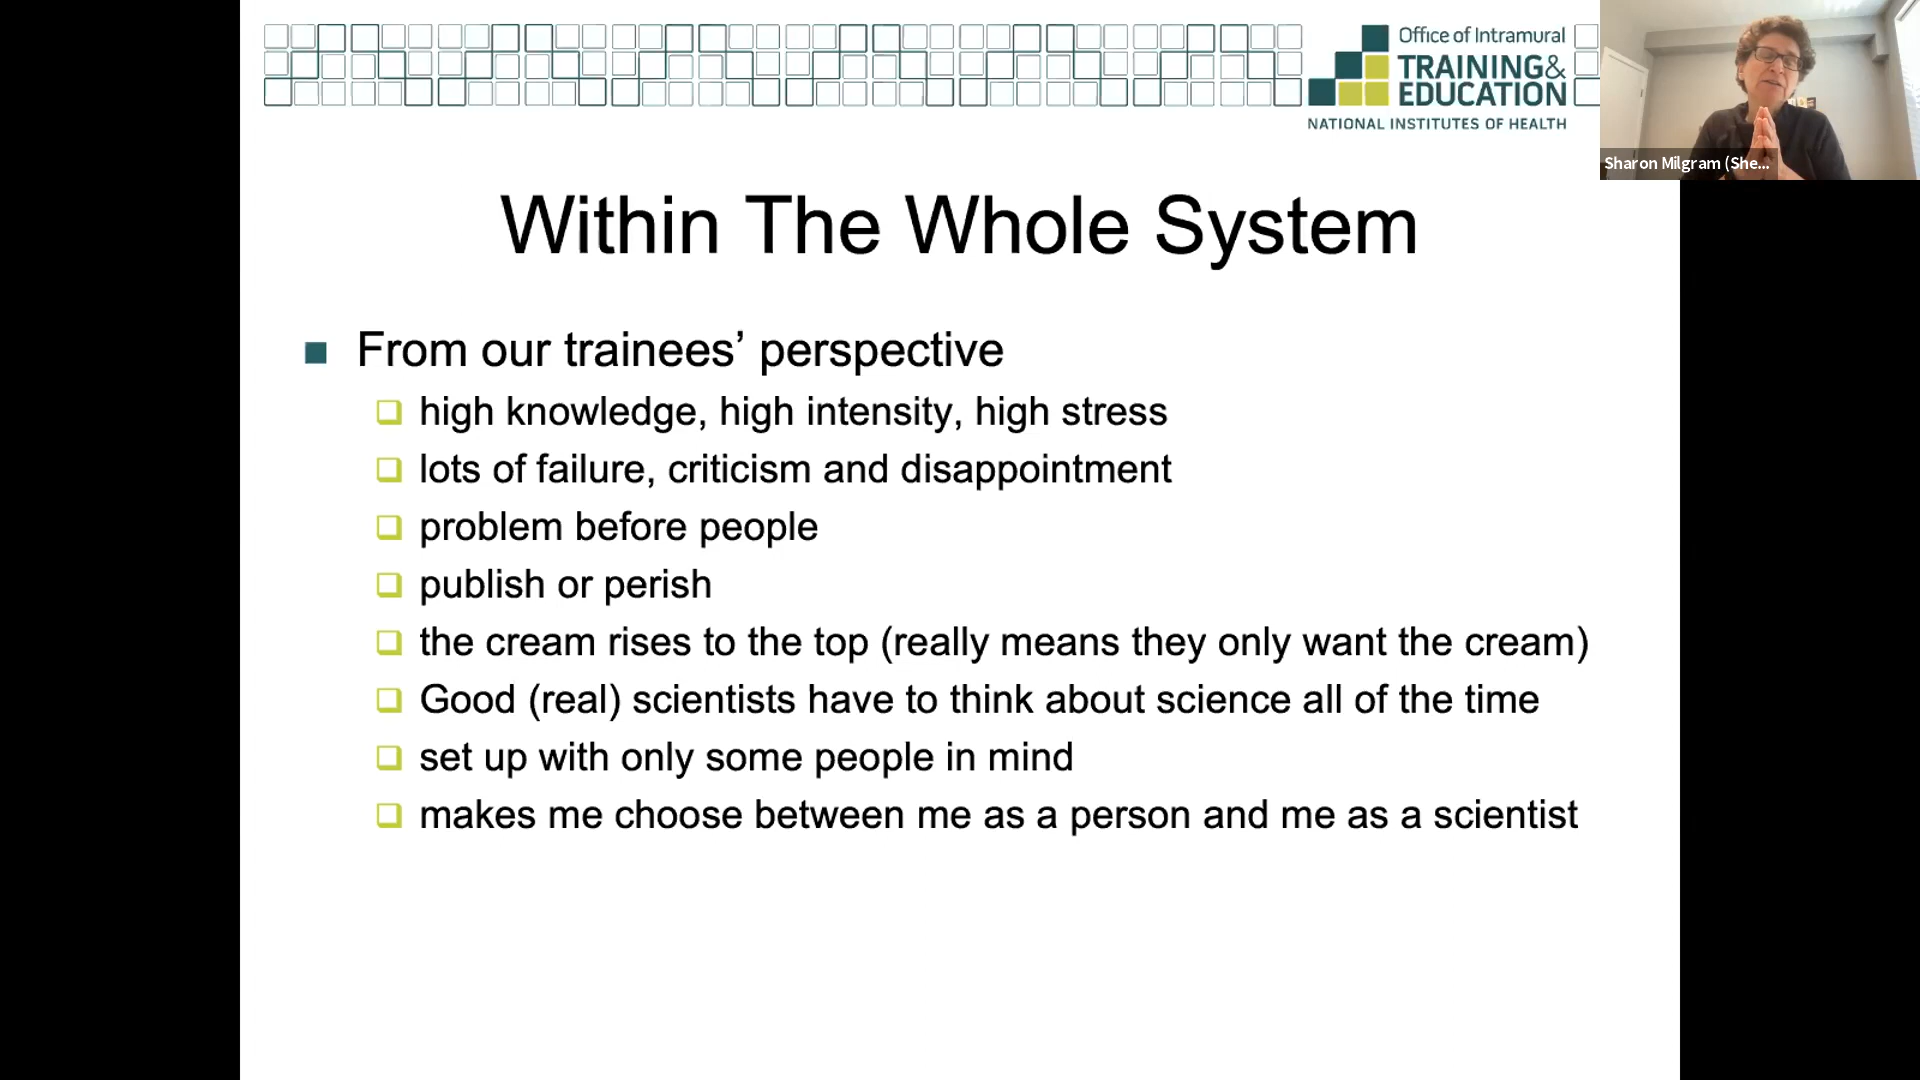 Office of Intramural
TRAINING&
EDUCATION
NATIONAL INSTITUTES OF HEALTH
Sharon Milgram (She...
Within The Whole System
From our trainees’ perspective
high knowledge, high intensity, high stress
lots of failure, criticism and disappointment
problem before people
publish or perish
the cream rises to the top (really means they only want the cream)
Good (real) scientists have to think about science all of the time
set up with only some people in mind
makes me choose between me as a person and me as a scientist